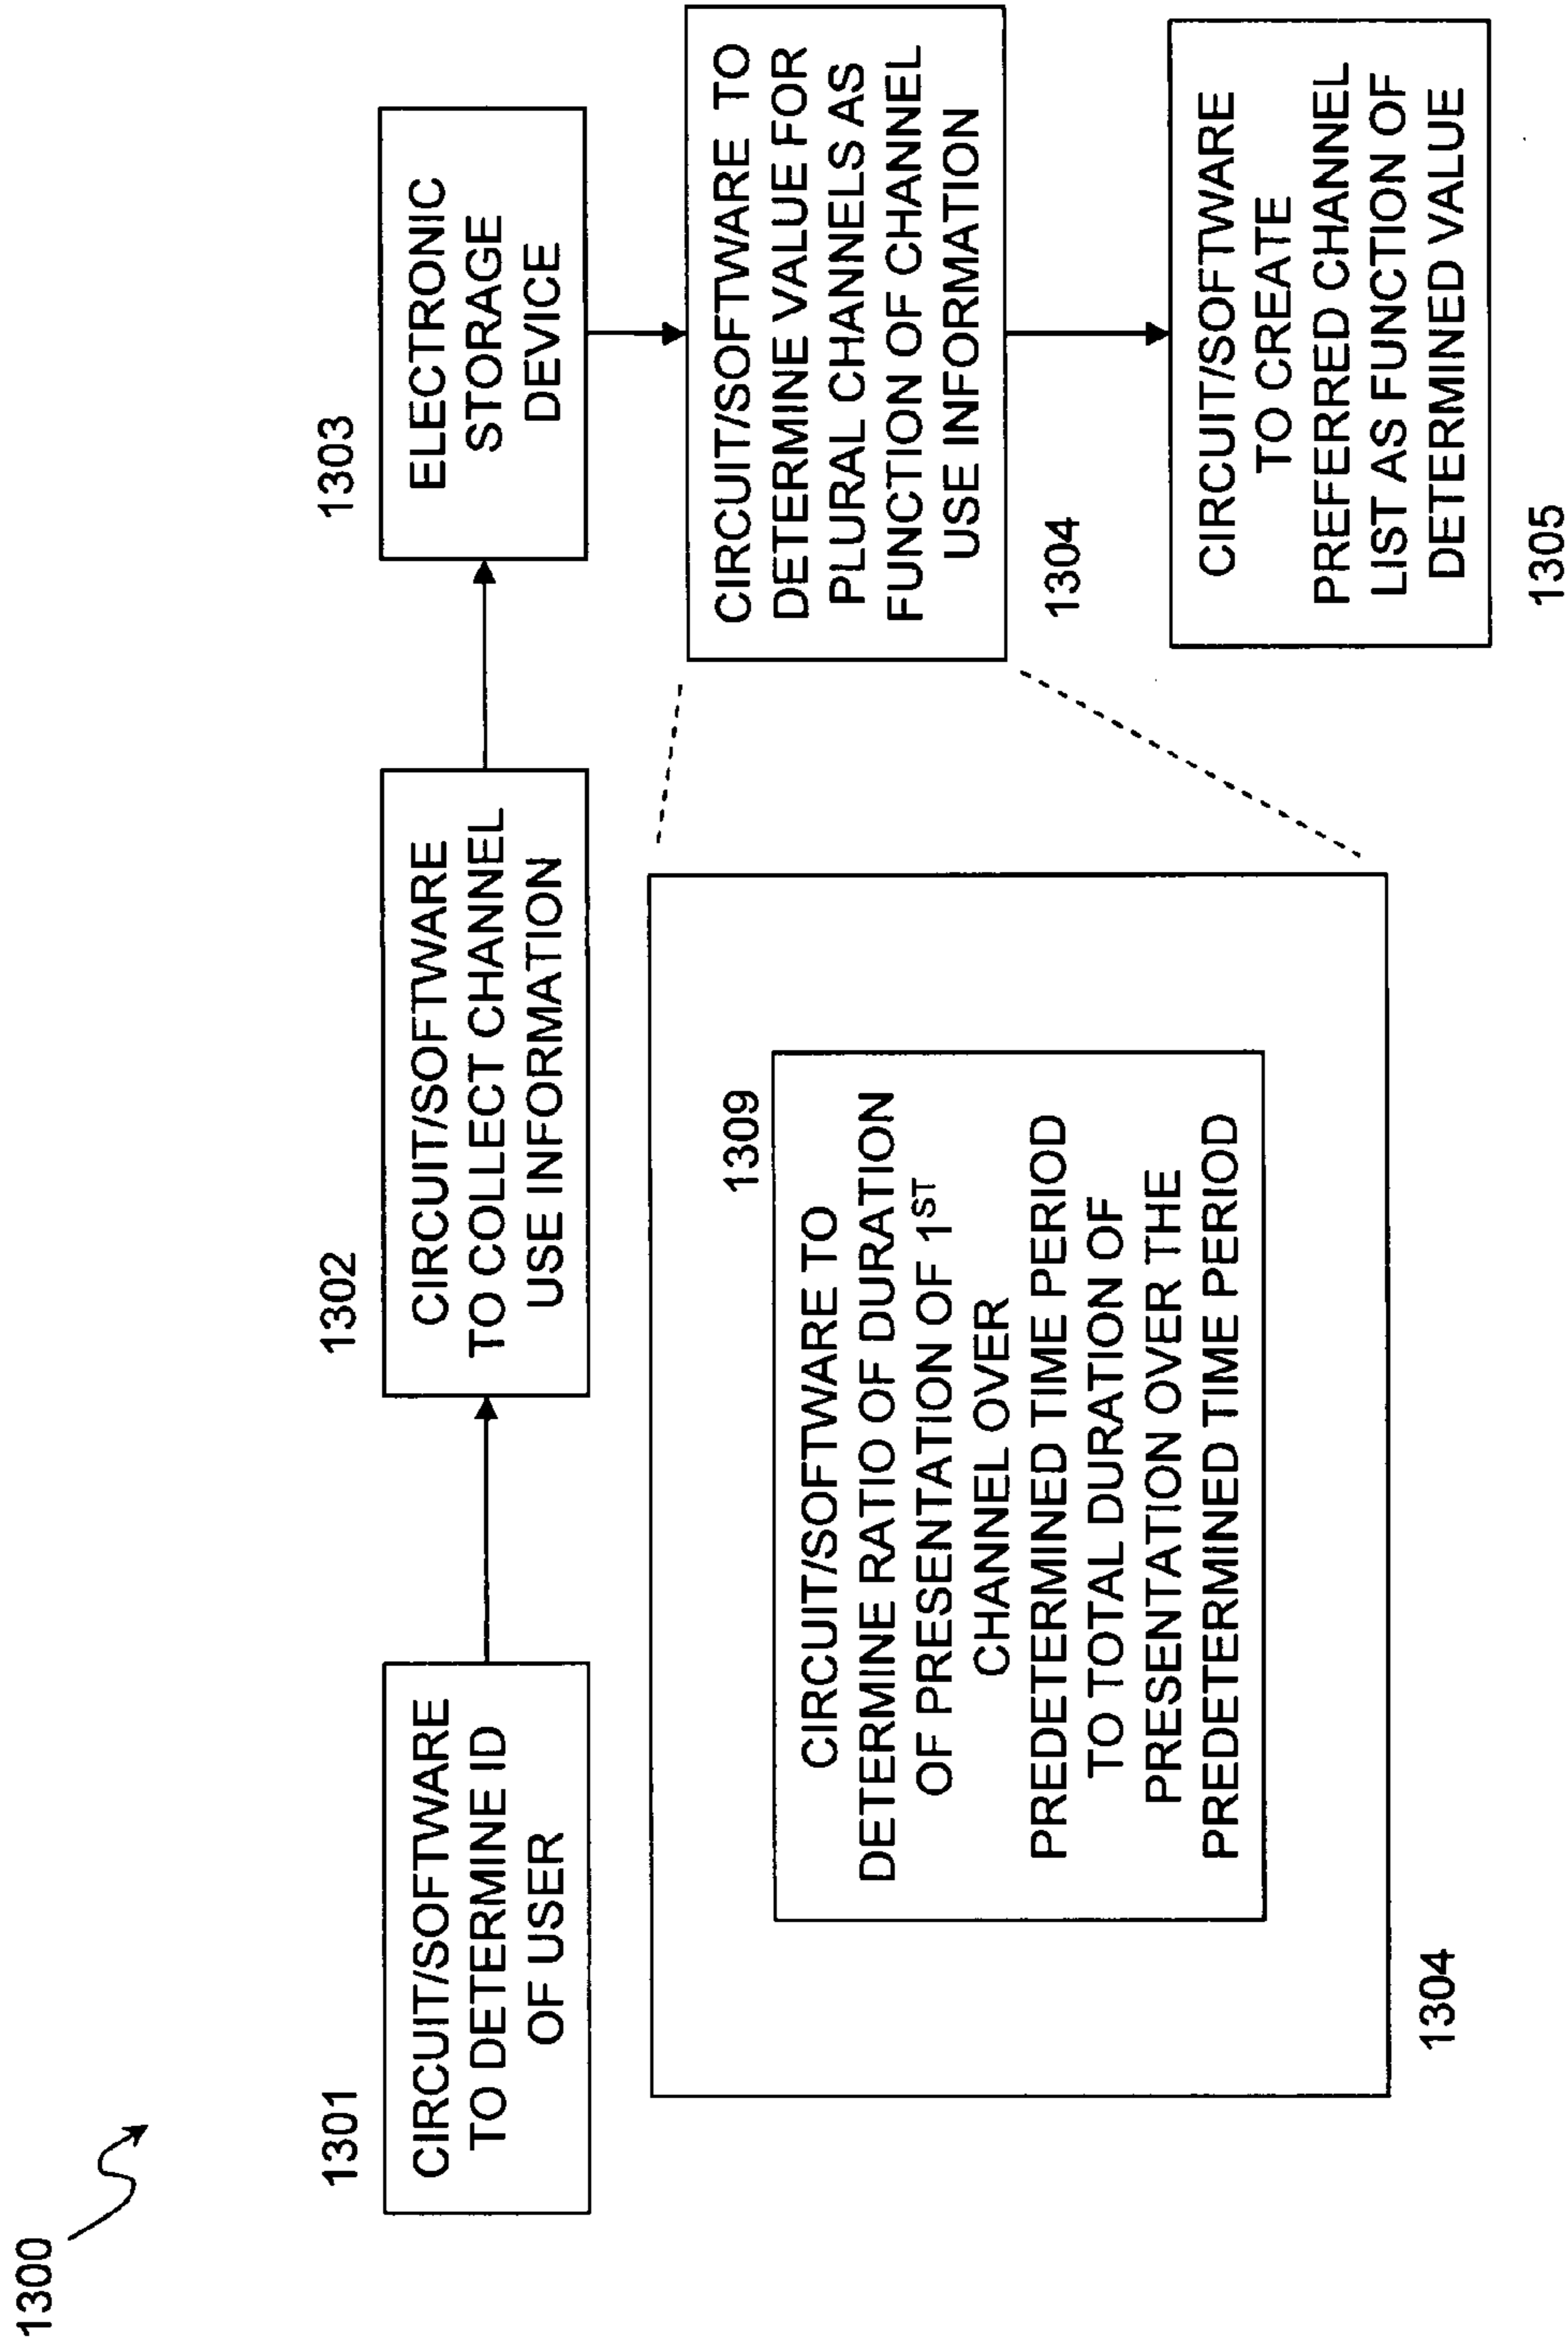 1300
1301
CIRCUIT/SOFTWARE
TO DETERMINE ID
OF USER
1302
CIRCUIT/SOFTWARE
TO COLLECT CHANNEL
USE INFORMATION
1303
ELECTRONIC
STORAGE
DEVICE
CIRCUIT/SOFTWARE TO
DETERMINE VALUE FOR
PLURAL CHANNELS AS
FUNCTION OF CHANNEL
USE INFORMATION
1304
CIRCUIT/SOFTWARE
TO CREATE
PREFERRED CHANNEL
LIST AS FUNCTION OF
DETERMINED VALUE
1305
1309
CIRCUIT/SOFTWARE TO
DETERMINE RATIO OF DURATION
OF PRESENTATION OF 1ST
CHANNEL OVER
PREDETERMINED TIME PERIOD
TO TOTAL DURATION OF
PRESENTATION OVER THE
PREDETERMINED TIME PERIOD
1304